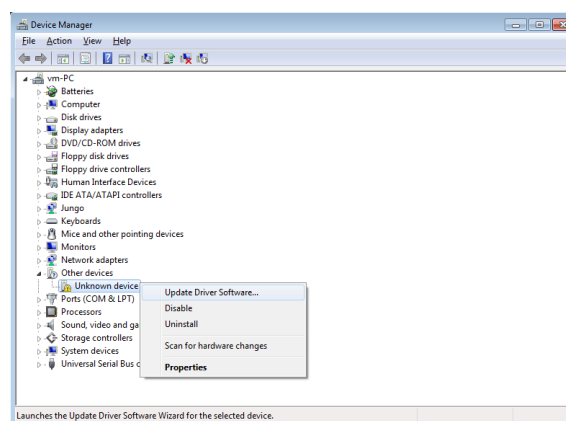 Device Manager
File Action View Help
vm-PC
Batteries
Computer
Disk drives
Display adapters
DVD/CD-ROM drives
Floppy disk drives
Floppy drive controllers
Human Interface Devices
IDE ATA/ATAPI controllers
Jungo
Keyboards
Mice and other pointing devices
Monitors
Network adapters
Other devices
Unknown device
Ports (COM & LPT)
Processors
Sound, video and ga
Storage controllers
System devices
Universal Serial Bus c
Update Driver Software...
Disable
Uninstall
Scan for hardware changes
Properties
Launches the Update Driver Software Wizard for the selected device.